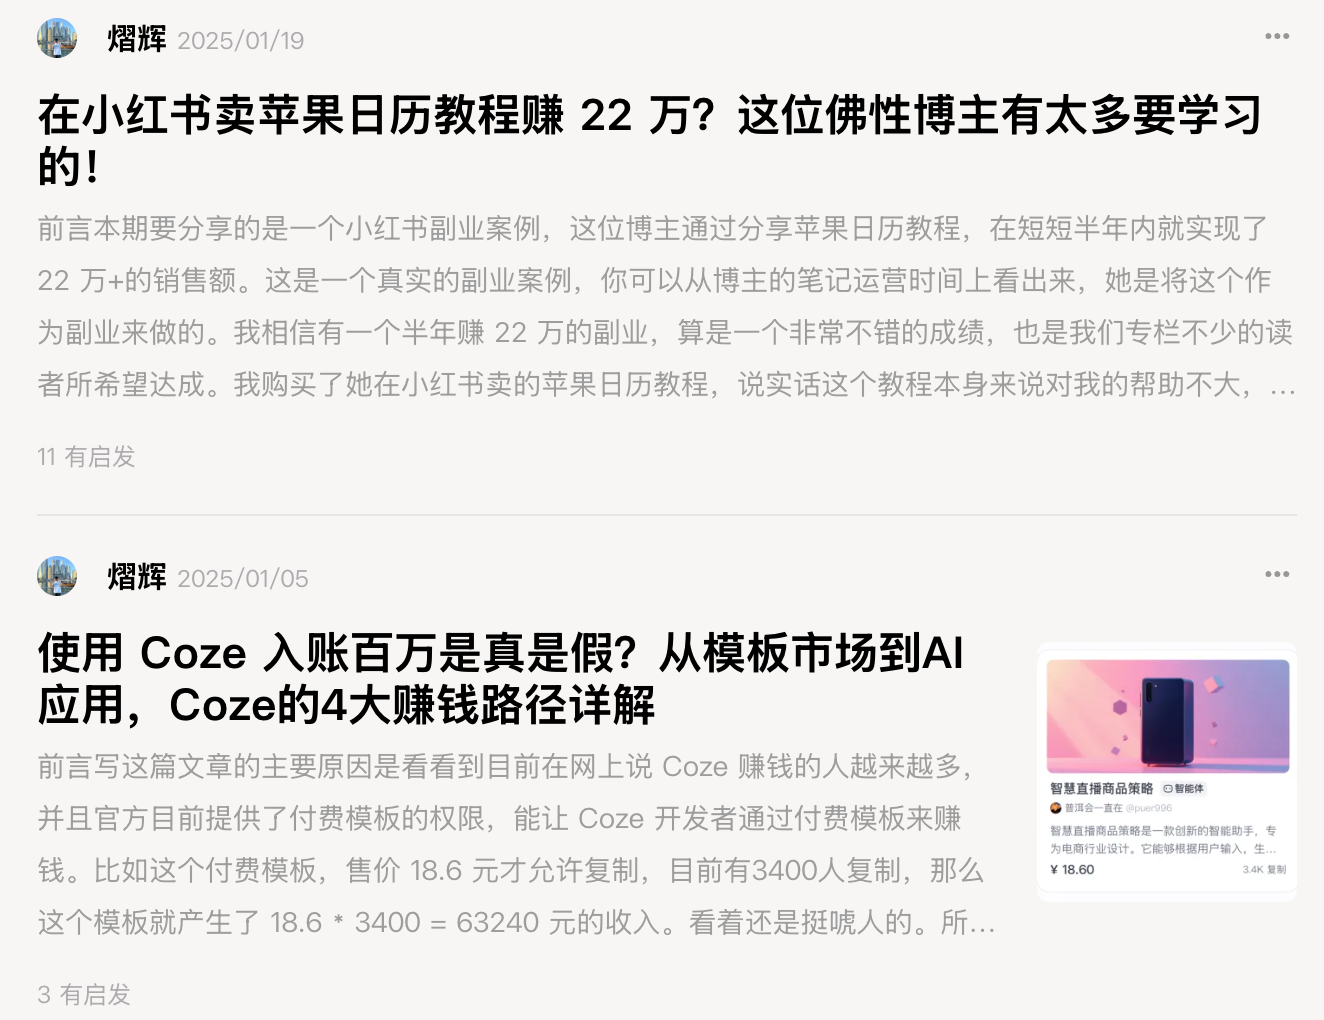 熠辉 2025/01/19
在小红书卖苹果日历教程赚 22 万？这位佛性博主有太多要学习
的！
前言本期要分享的是一个小红书副业案例，这位博主通过分享苹果日历教程，在短短半年内就实现了
22 万+的销售额。这是一个真实的副业案例，你可以从博主的笔记运营时间上看出来，她是将这个作
为副业来做的。我相信有一个半年赚 22 万的副业，算是一个非常不错的成绩，也是我们专栏不少的读
者所希望达成。我购买了她在小红书卖的苹果日历教程，说实话这个教程本身来说对我的帮助不大，...
11 有启发
熠辉 2025/01/05
使用 Coze 入账百万是真是假？从模板市场到AI
应用，Coze的4大赚钱路径详解
前言写这篇文章的主要原因是看看到目前在网上说 Coze 赚钱的人越来越多，
并且官方目前提供了付费模板的权限，能让 Coze 开发者通过付费模板来赚
钱。比如这个付费模板，售价 18.6 元才允许复制，目前有3400人复制，那么
这个模板就产生了 18.6 * 3400 = 63240 元的收入。看着还是挺唬人的。所...
3 有启发
智慧直播商品策略 智能体
普洱会一直在 @puer996
智慧直播商品策略是一款创新的智能助手，专
为电商行业设计。它能够根据用户输入，生...
¥ 18.60 3.4K 复制